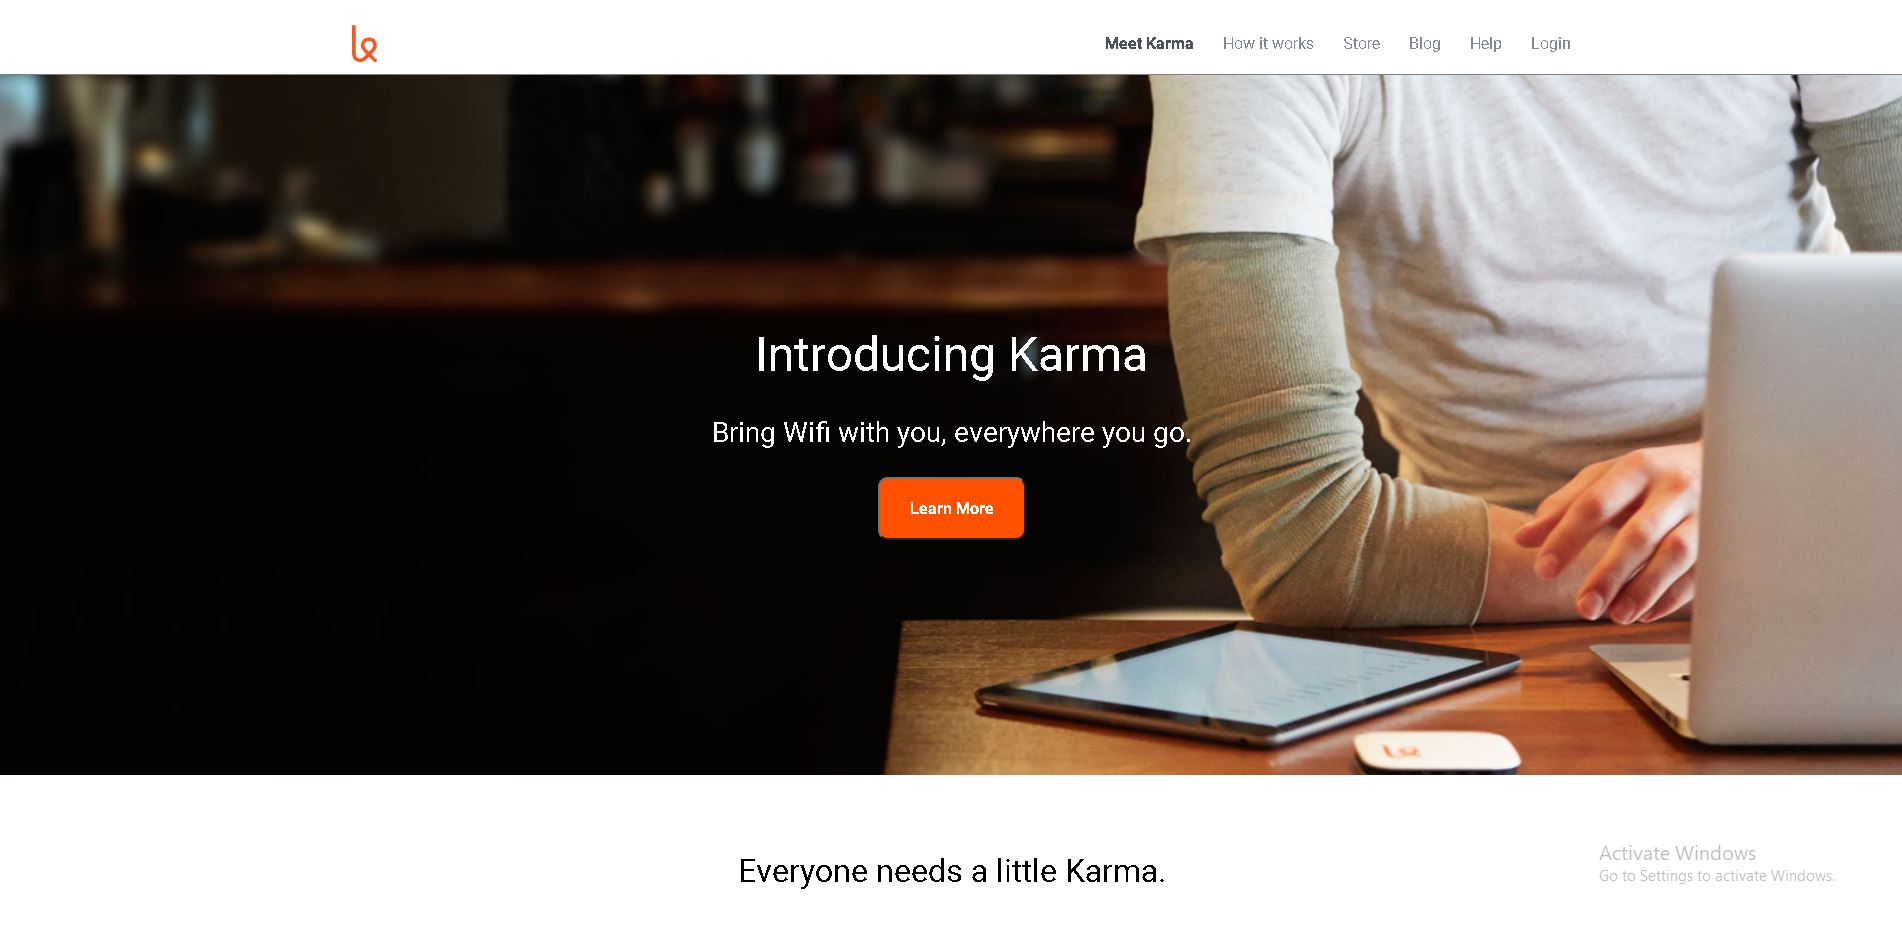 Meet Karma How it works Store Blog Help Login
Introducing Karma
Bring Wifi with you, everywhere you go.
Learn More
Everyone needs a little Karma.
Activate Windows
Go to Settings to activate Windows.